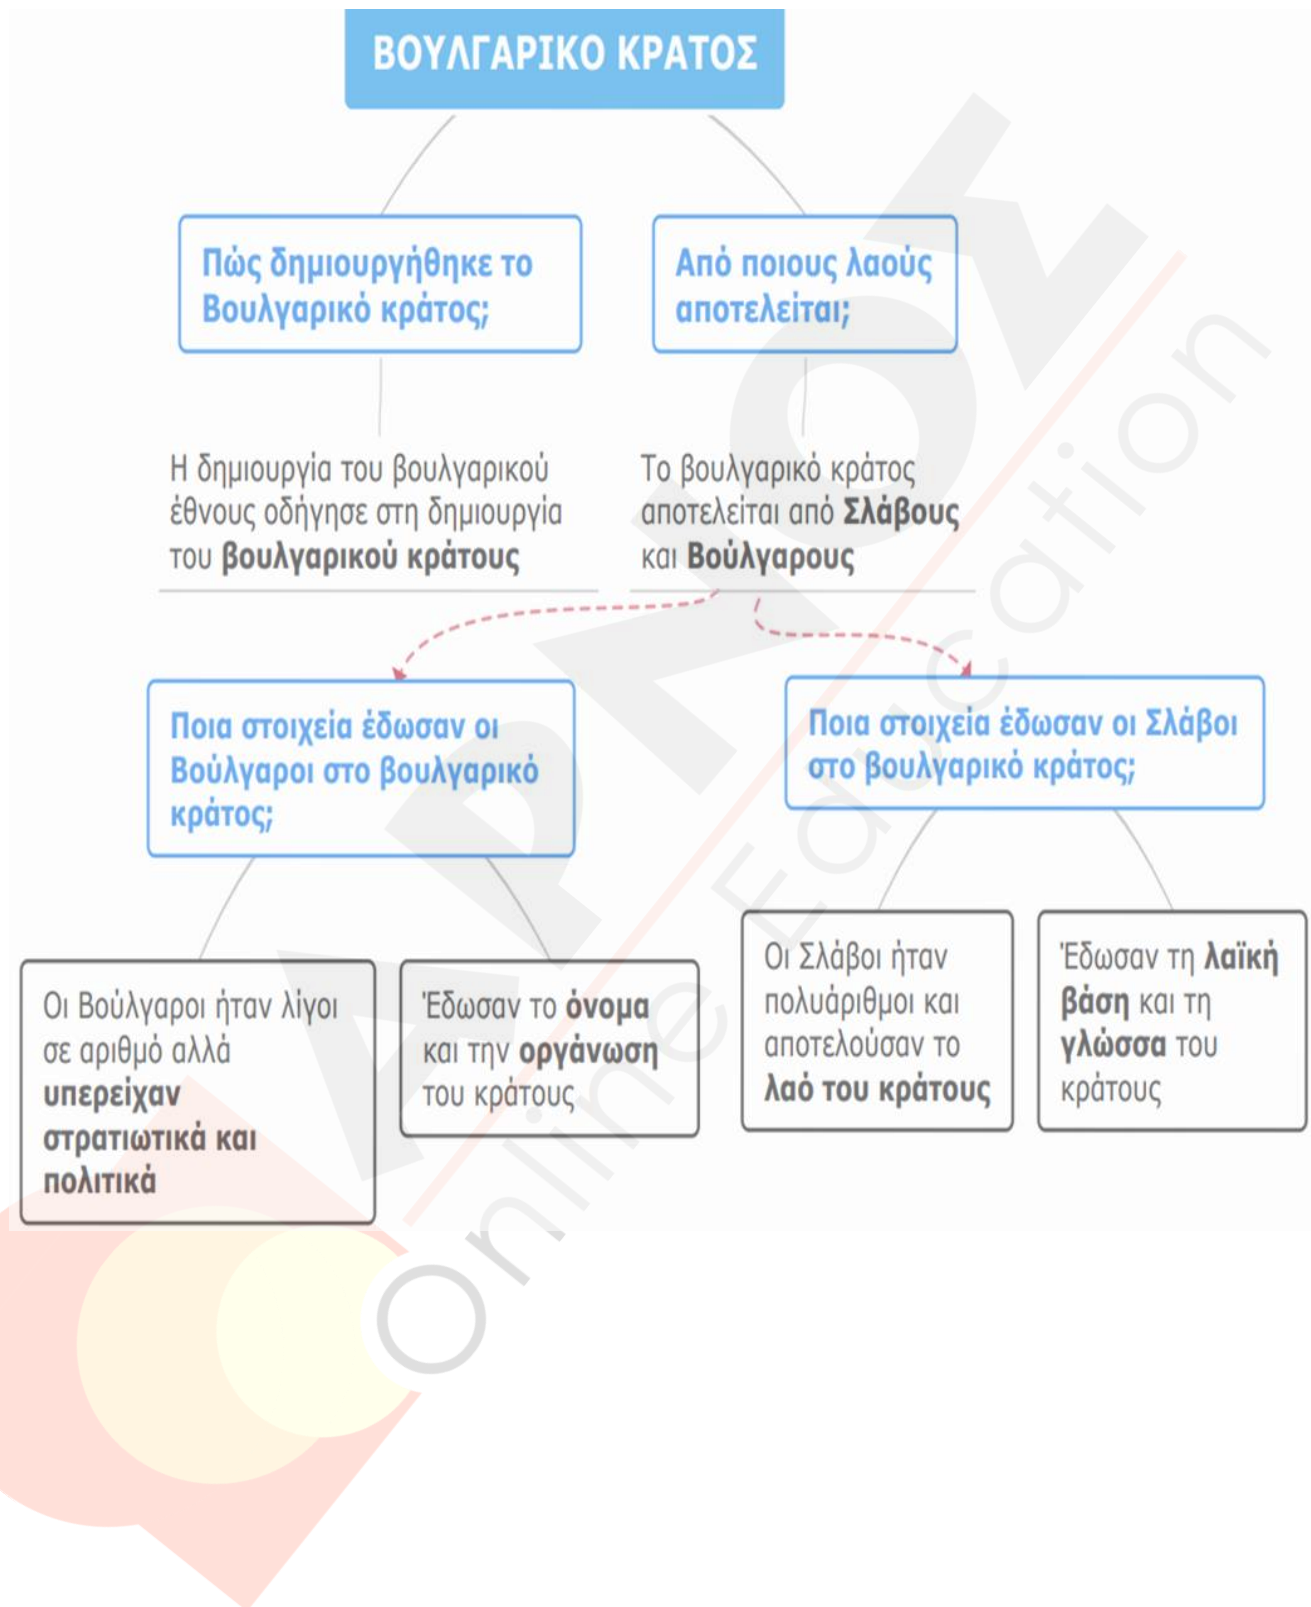 ΒΟΥΛΓΑΡΙΚΟ ΚΡΑΤΟΣ
Πώς δημιουργήθηκε το
Βουλγαρικό κράτος;
Από ποιους λαούς
αποτελείται;
Η δημιουργία του βουλγαρικού
έθνους οδήγησε στη δημιουργία
του βουλγαρικού κράτους
Το βουλγαρικό κράτος
αποτελείται από Σλάβους
και Βούλγαρους
Ποια στοιχεία έδωσαν οι
Βούλγαροι στο βουλγαρικό
κράτος;
Ποια στοιχεία έδωσαν οι Σλάβοι
στο βουλγαρικό κράτος;
Οι Βούλγαροι ήταν λίγοι
σε αριθμό αλλά
υπερείχαν
στρατιωτικά και
πολιτικά
Έδωσαν το όνομα
και την οργάνωση
του κράτους
Οι Σλάβοι ήταν
πολυάριθμοι και
αποτελούσαν το
λαό του κράτους
Έδωσαν τη λαϊκή
βάση και τη
γλώσσα του
κράτους
ΑΡΝΟΣ
Online Education